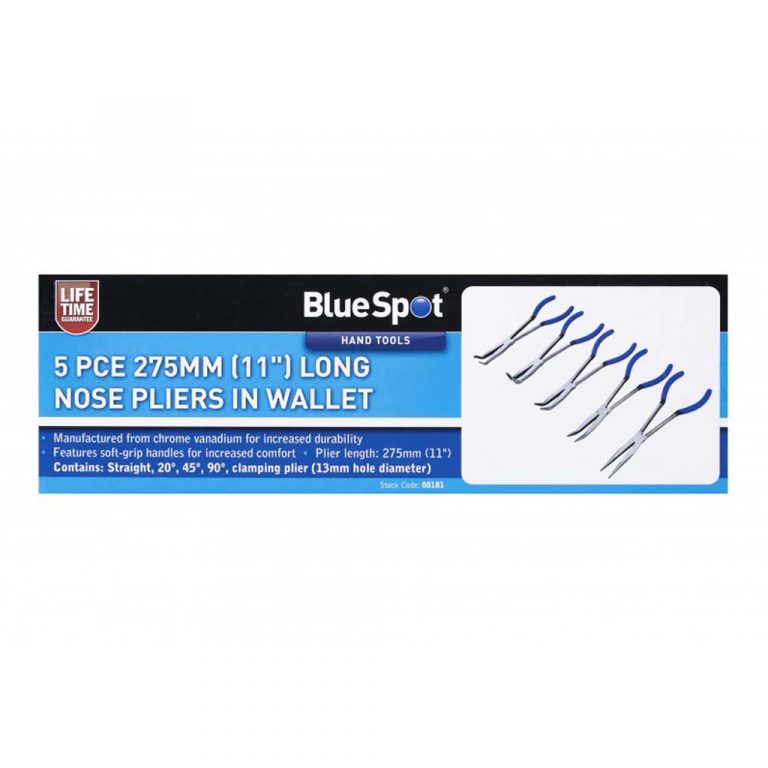 LIFE
TIME
GUARANTEE
BlueSpot®
HAND TOOLS
5 PCE 275MM (11") LONG
NOSE PLIERS IN WALLET
• Manufactured from chrome vanadium for increased durability
• Features soft-grip handles for increased comfort • Plier length: 275mm (11")
Contains: Straight, 20°, 45°, 90°, clamping plier (13mm hole diameter)
Stock Code: 08181